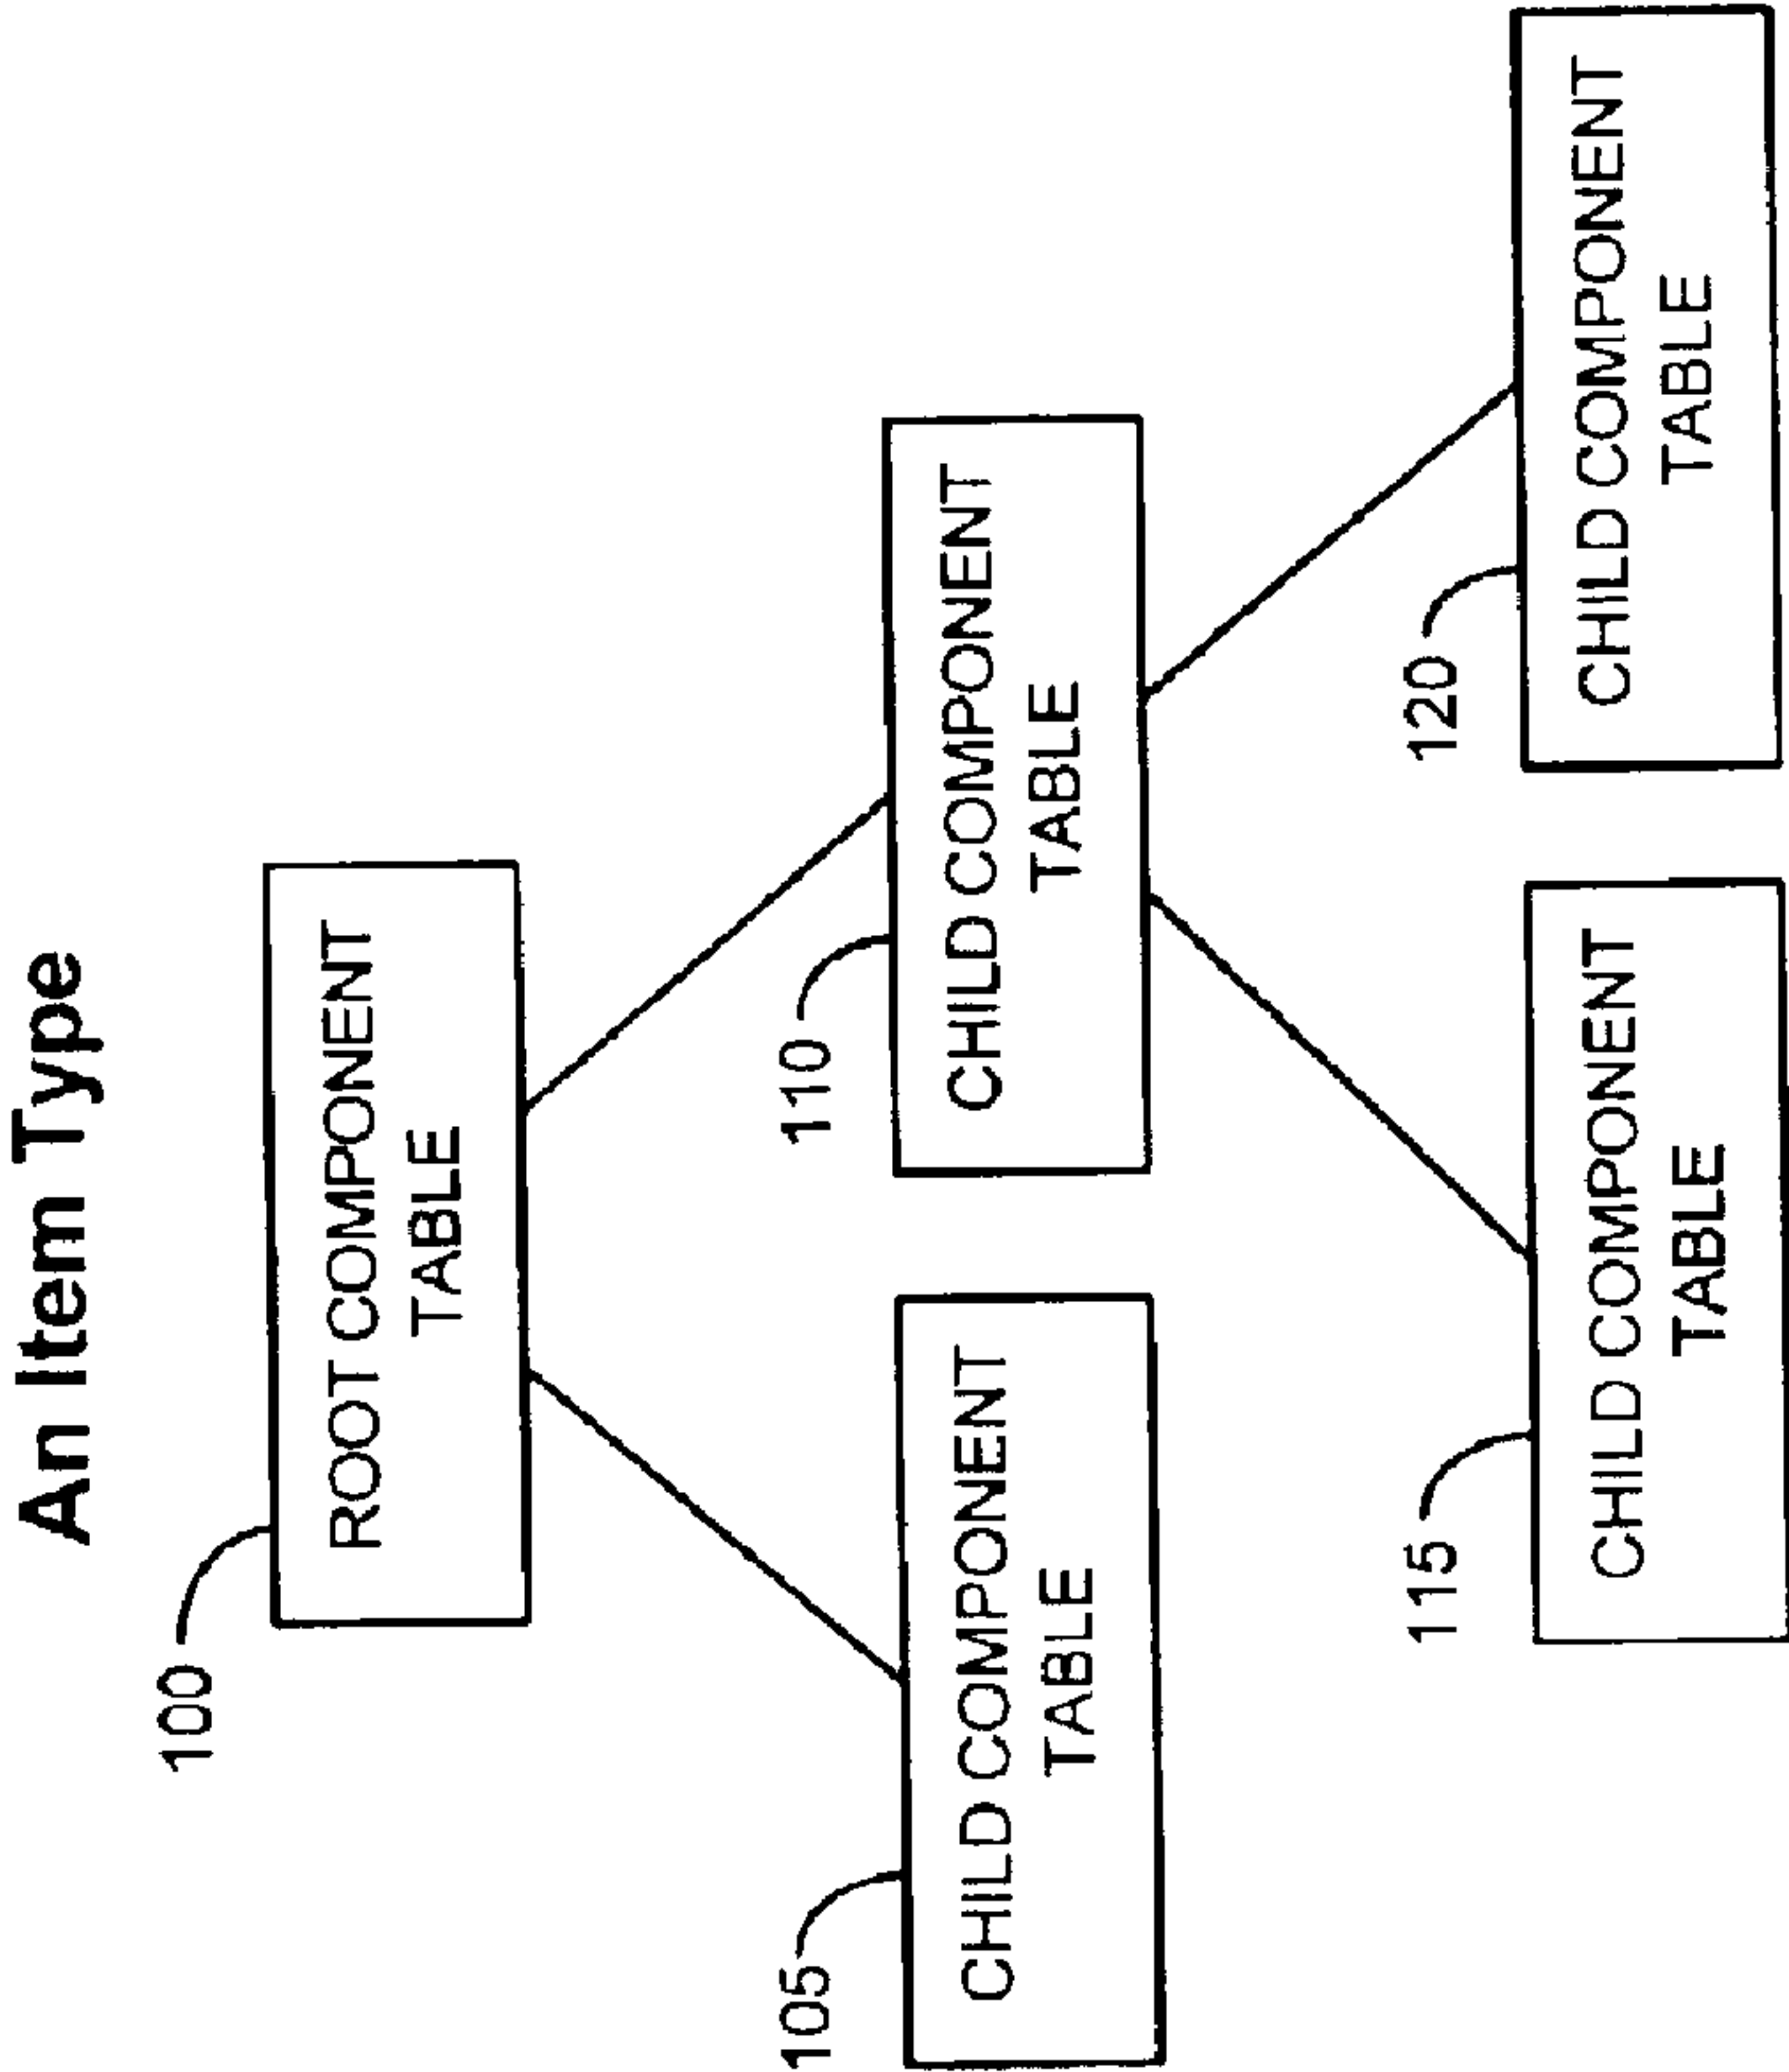 An Item Type
100
ROOT COMPONENT
TABLE
105
CHILD COMPONENT
TABLE
110
CHILD COMPONENT
TABLE
115
CHILD COMPONENT
TABLE
120
CHILD COMPONENT
TABLE